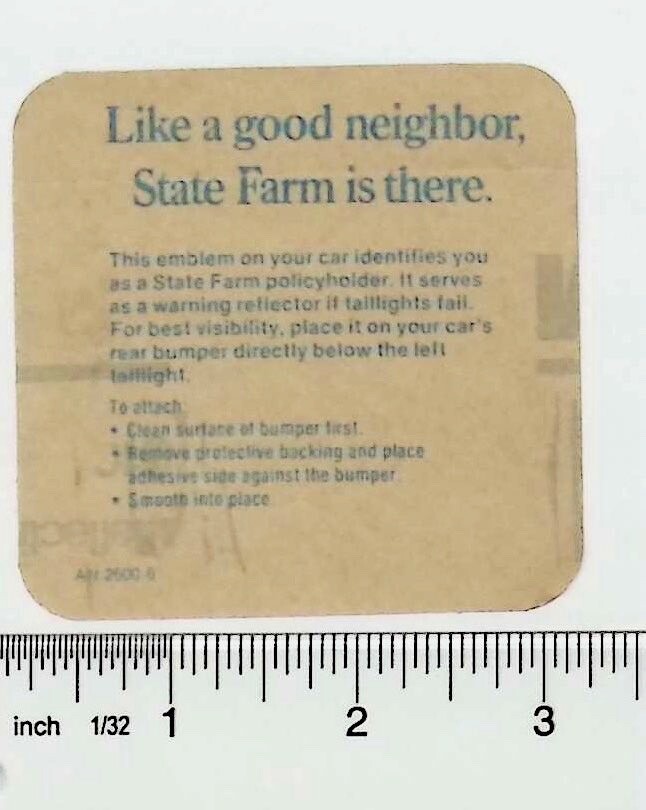 Like a good neighbor,
State Farm is there.
This emblem on your car identifies you
as a State Farm policyholder. It serves
as a warning reflector if taillights fail.
For best visibility, place it on your car's
rear bumper directly below the left
taillight.
To attach:
• Clean surface of bumper first.
• Remove protective backing and place
adhesive side against the bumper.
• Smooth into place.
2600
inch 1/32 1 2 3